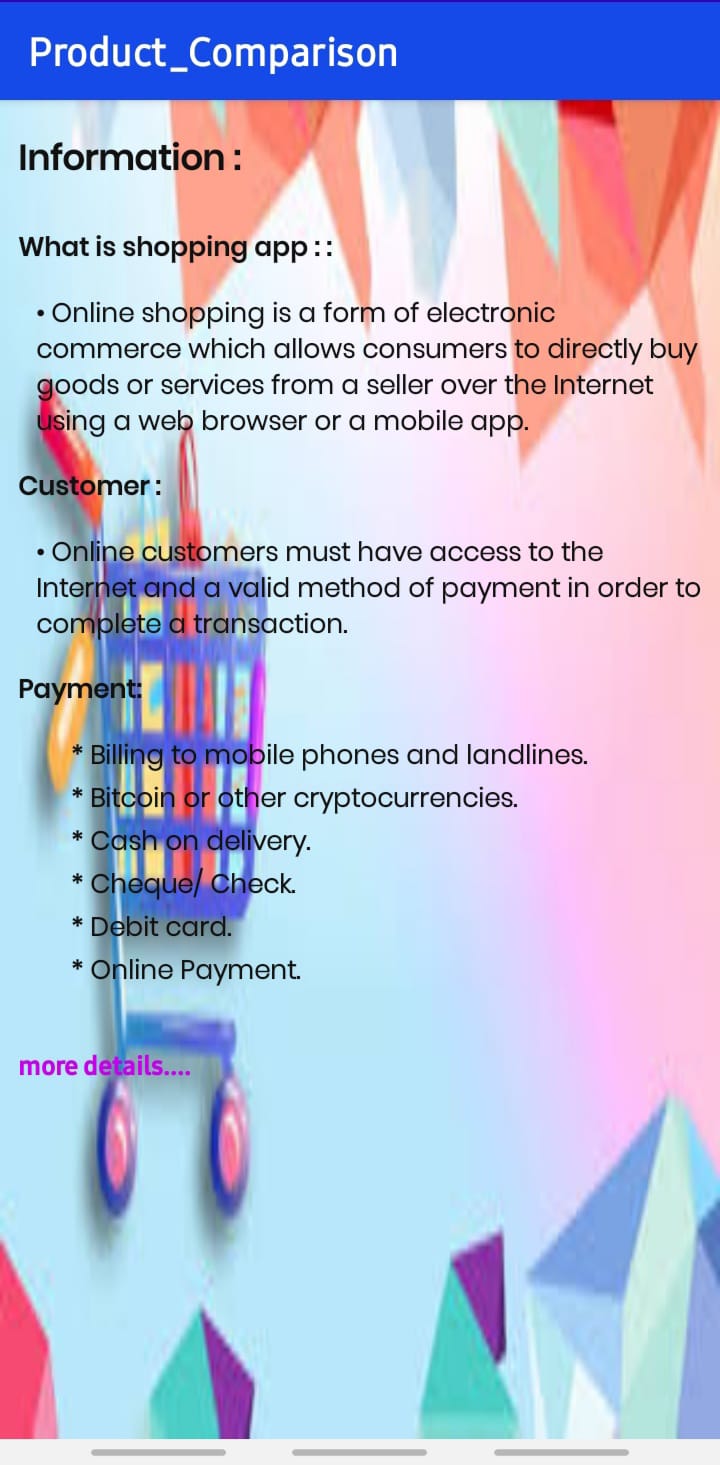 Product_Comparison
Information :
What is shopping app : :
• Online shopping is a form of electronic
commerce which allows consumers to directly buy
goods or services from a seller over the Internet
using a web browser or a mobile app.
Customer :
• Online customers must have access to the
Internet and a valid method of payment in order to
complete a transaction.
Payment:
* Billing to mobile phones and landlines.
* Bitcoin or other cryptocurrencies.
* Cash on delivery.
* Cheque/ Check.
* Debit card.
* Online Payment.
more details....